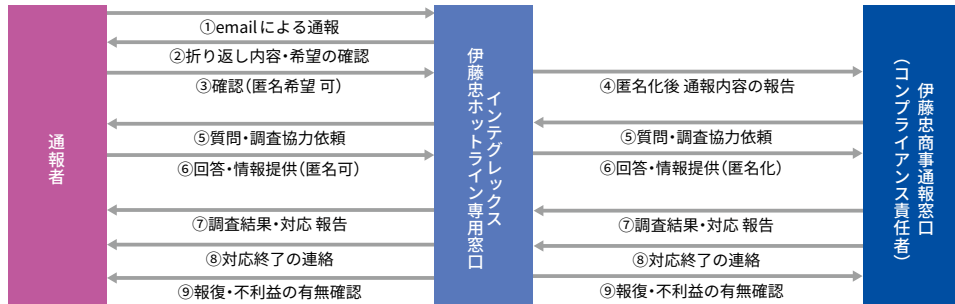 通報者
①emailによる通報
②折り返し内容・希望の確認
③確認（匿名希望 可）
⑤質問・調査協力依頼
⑥回答・情報提供（匿名可）
⑦調査結果・対応 報告
⑧対応終了の連絡
⑨報復・不利益の有無確認
インテグレックス
伊藤忠ホットライン専用窓口
④匿名化後 通報内容の報告
⑤質問・調査協力依頼
⑥回答・情報提供（匿名化）
⑦調査結果・対応 報告
⑧対応終了の連絡
⑨報復・不利益の有無確認
伊藤忠商事通報窓口
（コンプライアンス責任者）